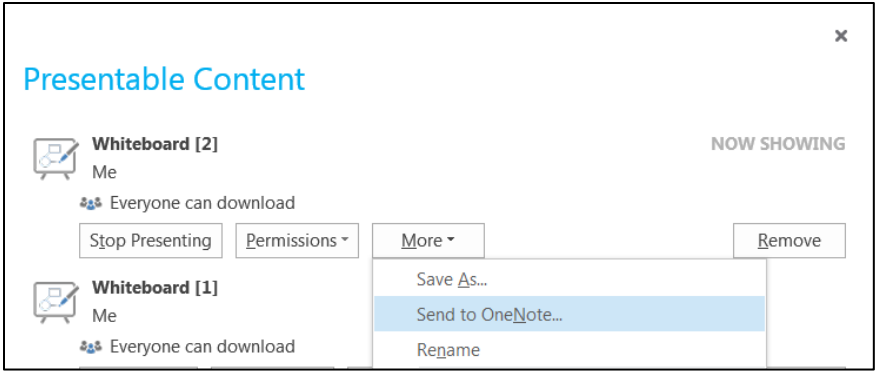 ×
Presentable Content
Whiteboard [2]
NOW SHOWING
Me
Everyone can download
Stop Presenting Permissions More Remove
Save As...
Whiteboard [1]
Send to OneNote...
Me
Everyone can download
Rename